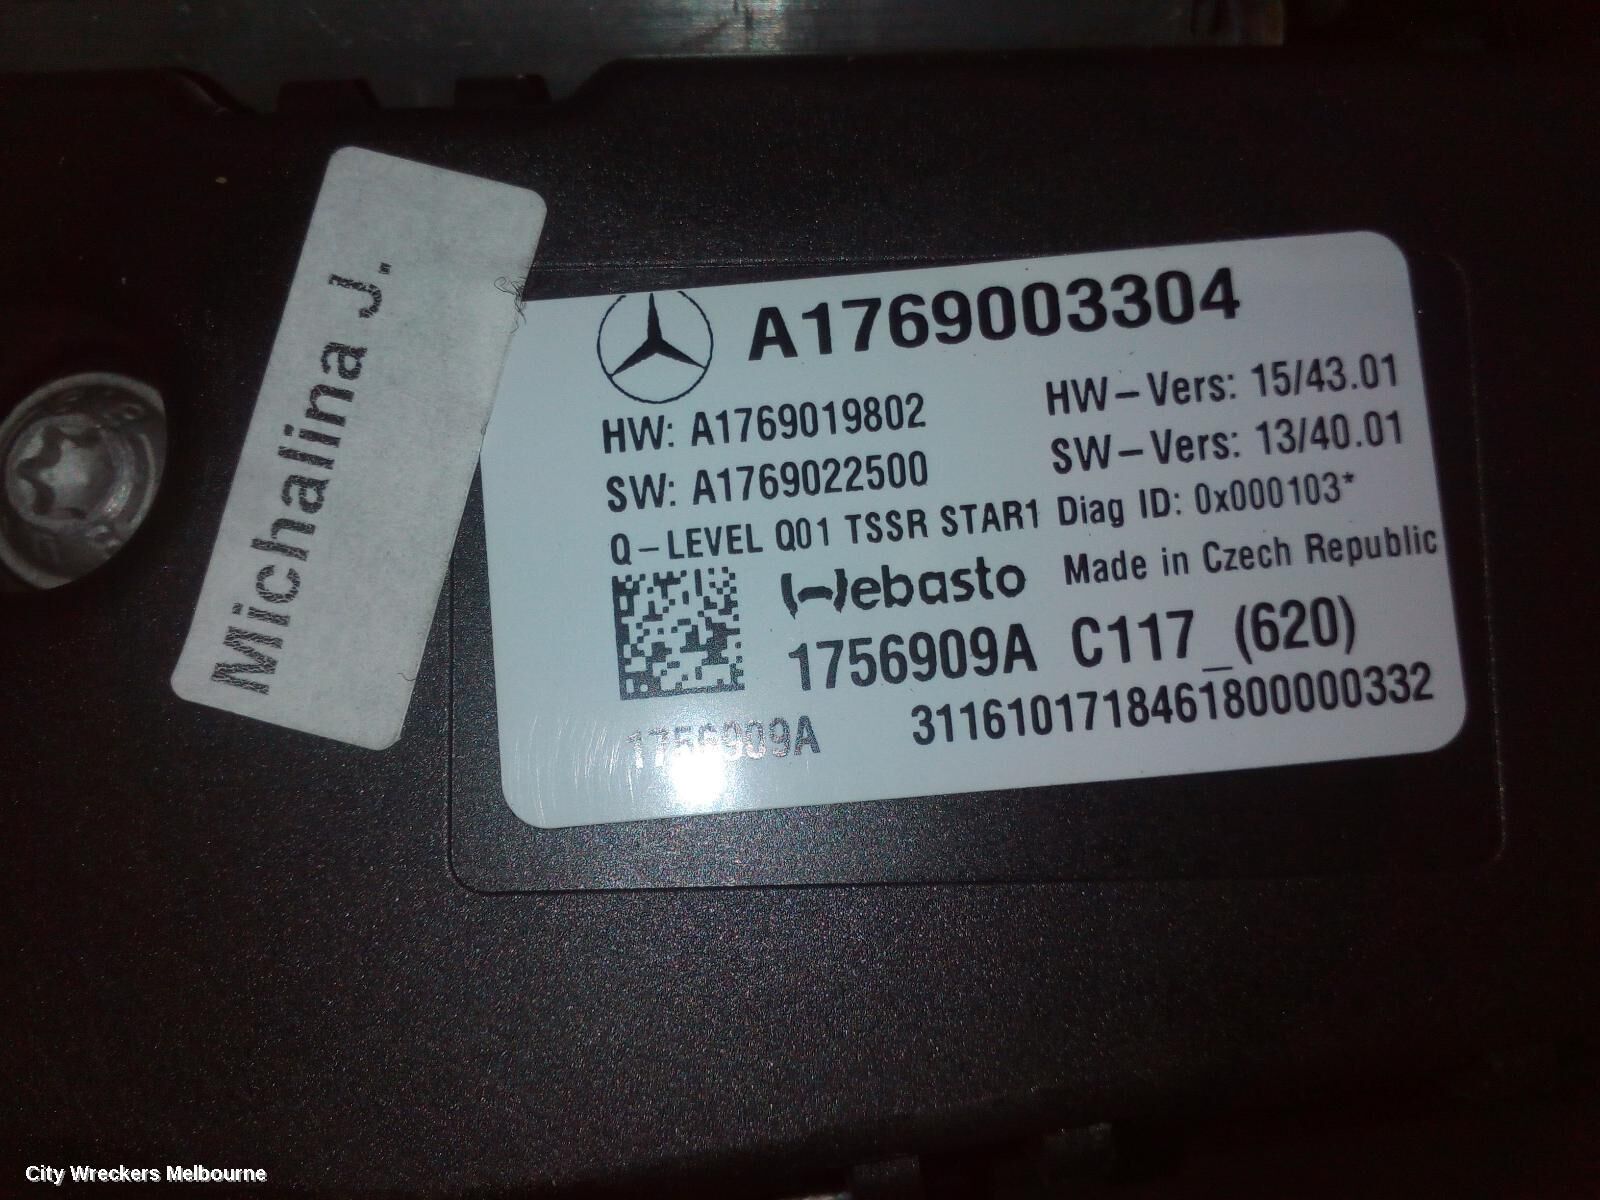 Michalina J.
A1769003304
HW: A1769019802 HW-Vers: 15/43.01
SW: A1769022500 SW-Vers: 13/40.01
Q-LEVEL Q01 TSSR STAR1 Diag ID: 0x000103*
Webasto Made in Czech Republic
1756909A C117_(620)
1756909A 3116101718461800000332
City Wreckers Melbourne